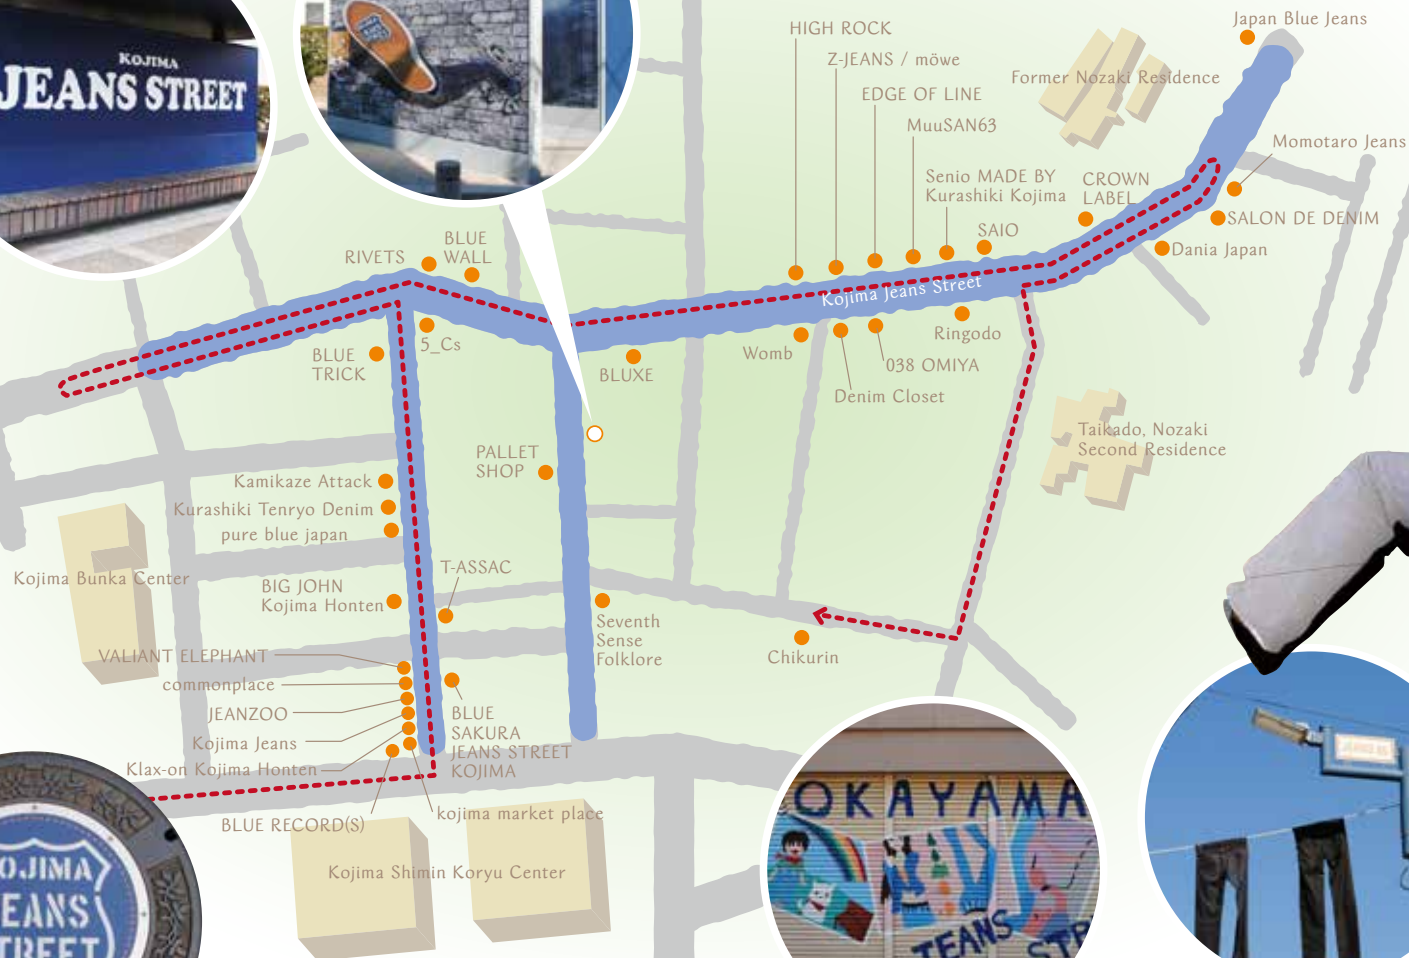 KOJIMA
JEANS STREET
HIGH ROCK
Z-JEANS / möwe
EDGE OF LINE
MuuSAN63
Senio MADE BY
Kurashiki Kojima
SAIO
CROWN
LABEL
Former Nozaki Residence
Japan Blue Jeans
Momotaro Jeans
SALON DE DENIM
Dania Japan
RIVETS
BLUE
WALL
5_Cs
BLUE
TRICK
BLUXE
Kojima Jeans Street
Womb
Denim Closet
038 OMIYA
Ringodo
Taikado, Nozaki
Second Residence
PALLET
SHOP
Kamikaze Attack
Kurashiki Tenryo Denim
pure blue japan
Kojima Bunka Center
BIG JOHN
Kojima Honten
T-ASSAC
Seventh
Sense
Folklore
Chikurin
VALIANT ELEPHANT
commonplace
JEANZOO
Kojima Jeans
Klax-on Kojima Honten
BLUE RECORD(S)
BLUE
SAKURA
JEANS STREET
KOJIMA
kojima market place
Kojima Shimin Koryu Center
OJIMA
EANS
TREET
OKAYAMA
JEANS STR